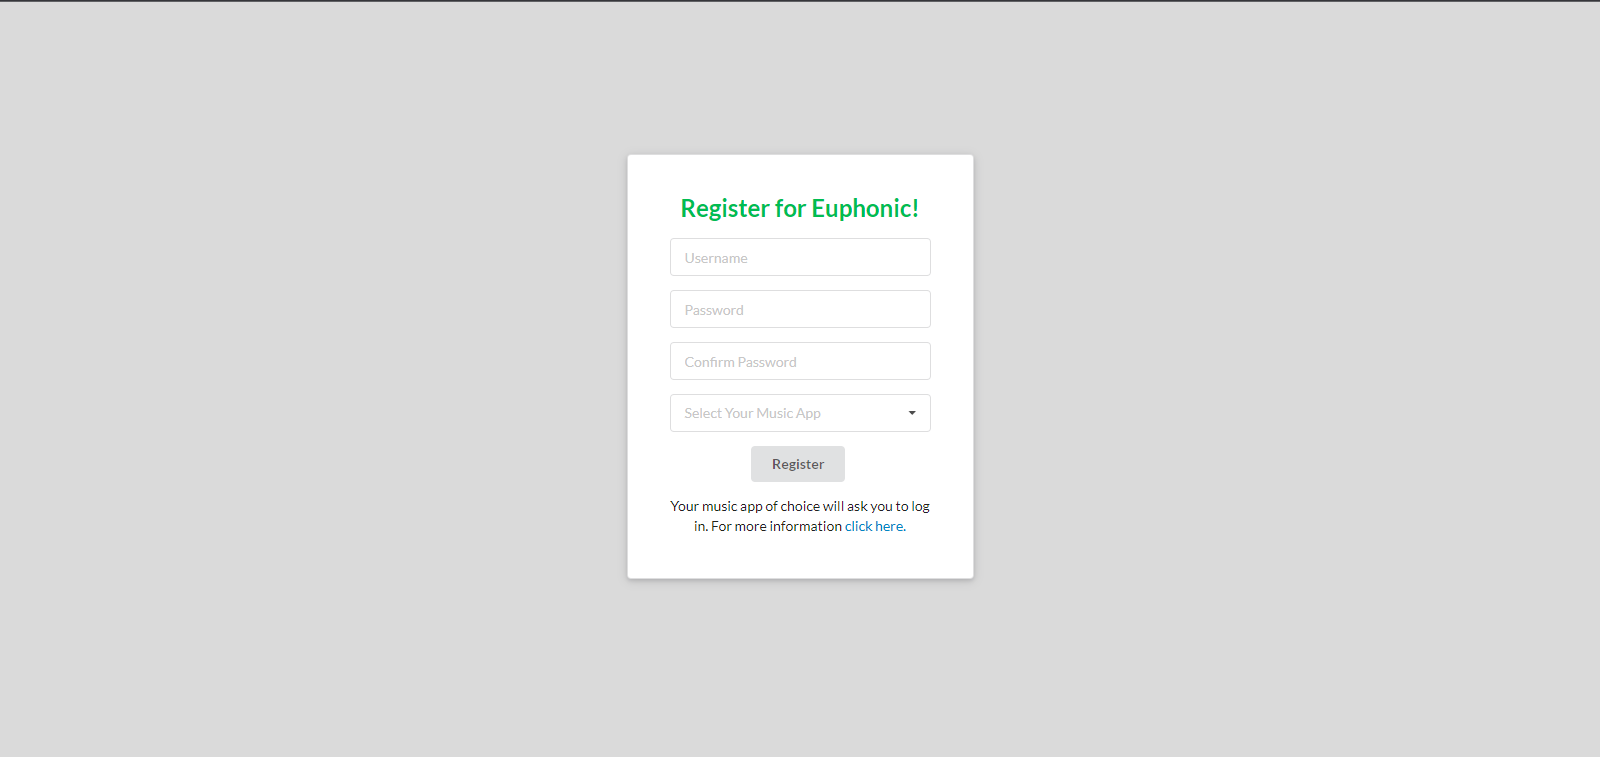 Register for Euphonic!
Username
Password
Confirm Password
Select Your Music App
Register
Your music app of choice will ask you to log
in. For more information click here.